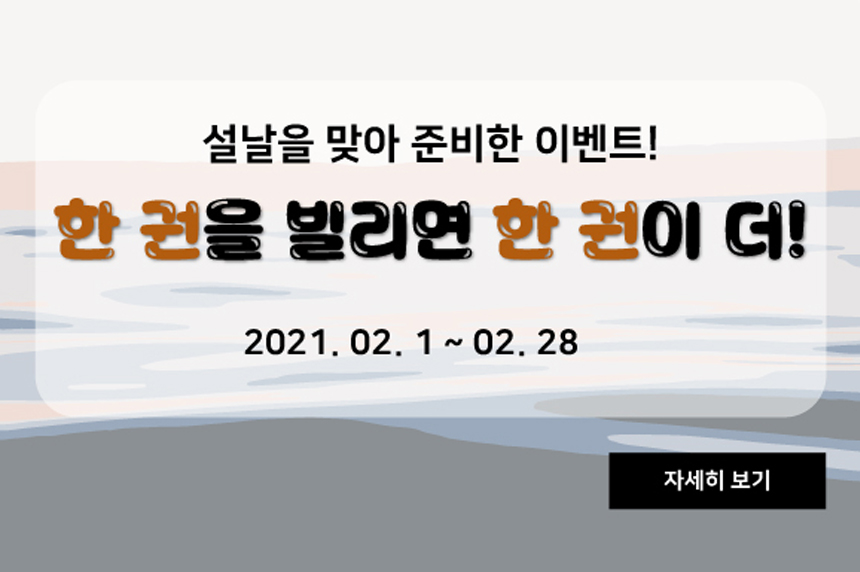 설날을 맞아 준비한 이벤트!
한 권을 빌리면 한 권이 더!
2021. 02. 1 ~ 02. 28
자세히 보기